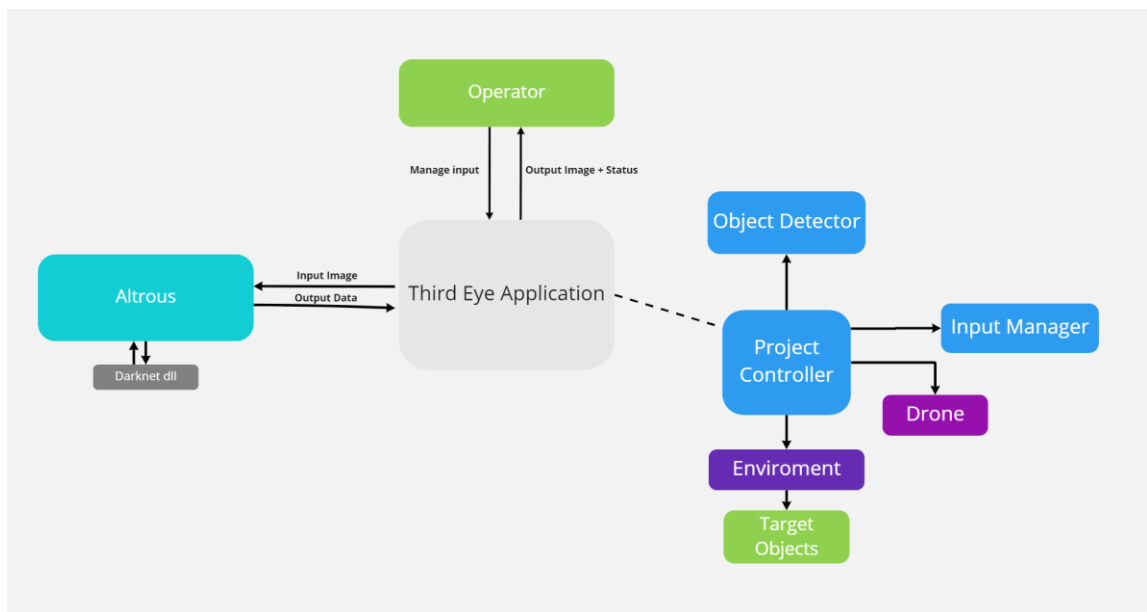 Operator
Manage input
Output Image + Status
Object Detector
Altrous
Input Image
Output Data
Third Eye Application
Project
Controller
Input Manager
Darknet dll
Drone
Enviroment
Target
Objects